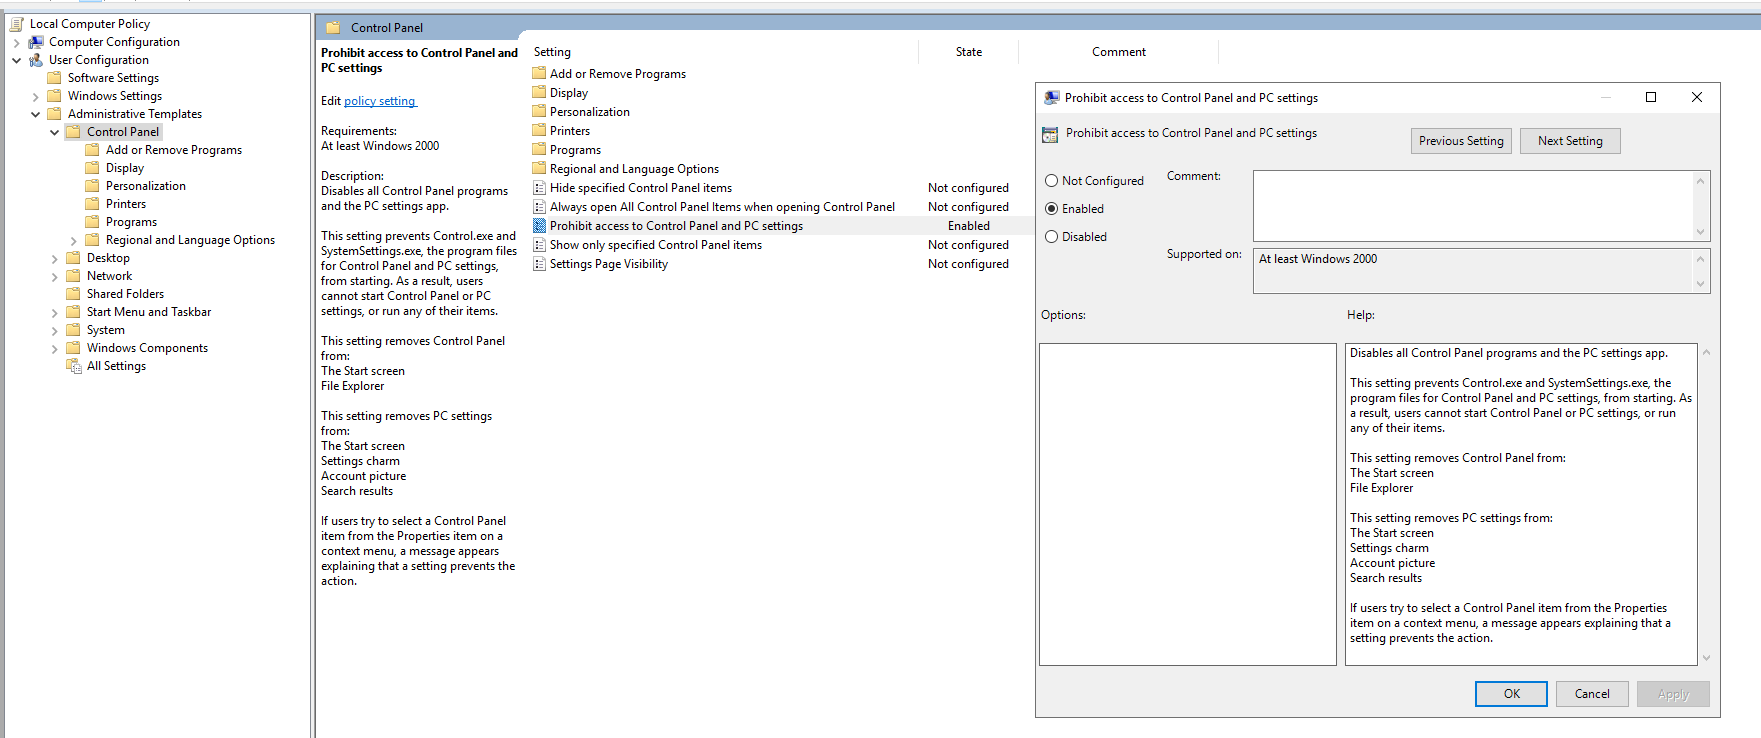 Local Computer Policy
Computer Configuration
User Configuration
Software Settings
Windows Settings
Administrative Templates
Control Panel
Add or Remove Programs
Display
Personalization
Printers
Programs
Regional and Language Options
Desktop
Network
Shared Folders
Start Menu and Taskbar
System
Windows Components
All Settings
Control Panel
Prohibit access to Control Panel and
PC settings
Edit policy setting
Requirements:
At least Windows 2000
Description:
Disables all Control Panel programs
and the PC settings app.
This setting prevents Control.exe and
SystemSettings.exe, the program files
for Control Panel and PC settings,
from starting. As a result, users
cannot start Control Panel or PC
settings, or run any of their items.
This setting removes Control Panel
from:
The Start screen
File Explorer
This setting removes PC settings
from:
The Start screen
Settings charm
Account picture
Search results
If users try to select a Control Panel
item from the Properties item on a
context menu, a message appears
explaining that a setting prevents the
action.
Setting State Comment
Add or Remove Programs
Display
Personalization
Printers
Programs
Regional and Language Options
Hide specified Control Panel items Not configured
Always open All Control Panel Items when opening Control Panel Not configured
Prohibit access to Control Panel and PC settings Enabled
Show only specified Control Panel items Not configured
Settings Page Visibility Not configured
Prohibit access to Control Panel and PC settings
Prohibit access to Control Panel and PC settings
Previous Setting Next Setting
Not Configured
Enabled
Disabled
Comment:
Supported on: At least Windows 2000
Options:
Help:
Disables all Control Panel programs and the PC settings app.
This setting prevents Control.exe and SystemSettings.exe, the
program files for Control Panel and PC settings, from starting. As
a result, users cannot start Control Panel or PC settings, or run
any of their items.
This setting removes Control Panel from:
The Start screen
File Explorer
This setting removes PC settings from:
The Start screen
Settings charm
Account picture
Search results
If users try to select a Control Panel item from the Properties
item on a context menu, a message appears explaining that a
setting prevents the action.
OK Cancel Apply